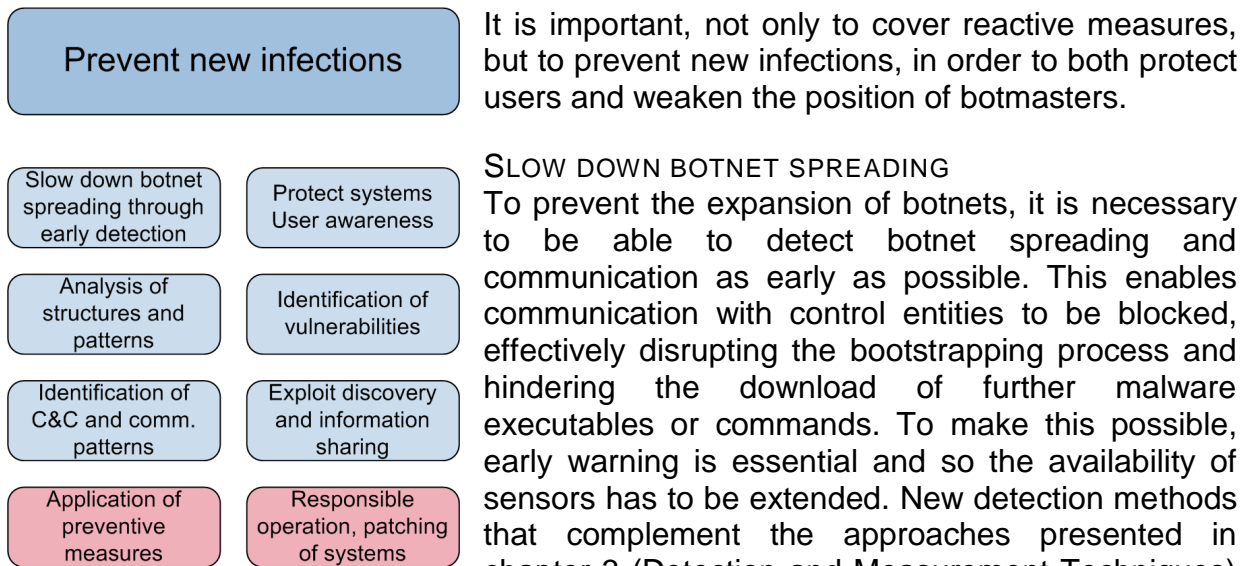 Prevent new infections
Slow down botnet
spreading through
early detection
Protect systems
User awareness
Analysis of
structures and
patterns
Identification of
vulnerabilities
Identification of
C&C and comm.
patterns
Exploit discovery
and information
sharing
Application of
preventive
measures
Responsible
operation, patching
of systems
It is important, not only to cover reactive measures,
but to prevent new infections, in order to both protect
users and weaken the position of botmasters.
SLOW DOWN BOTNET SPREADING
To prevent the expansion of botnets, it is necessary
to be able to detect botnet spreading and
communication as early as possible. This enables
communication with control entities to be blocked,
effectively disrupting the bootstrapping process and
hindering the download of further malware
executables or commands. To make this possible,
early warning is essential and so the availability of
sensors has to be extended. New detection methods
that complement the approaches presented in
(Detection and Measurement Techniques)